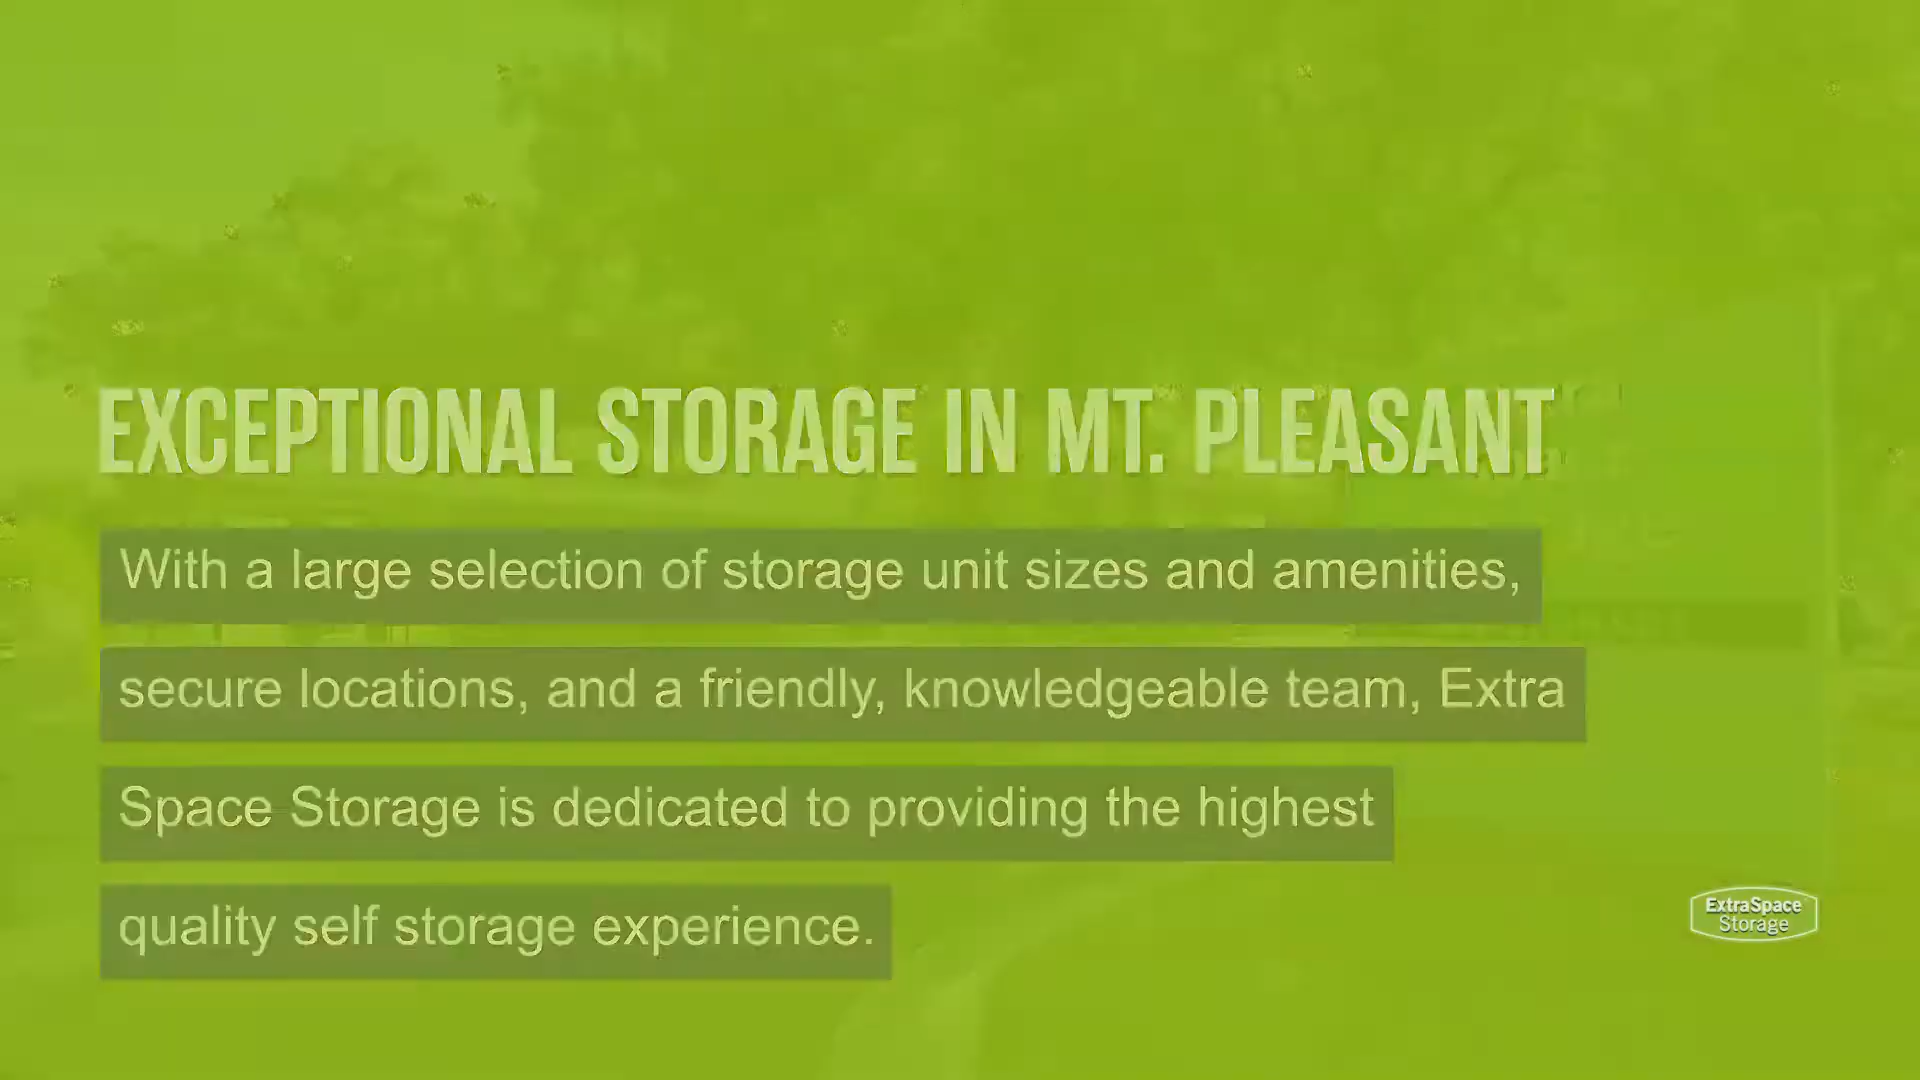 EXCEPTIONAL STORAGE IN MT. PLEASANT
With a large selection of storage unit sizes and amenities,
secure locations, and a friendly, knowledgeable team, Extra
Space Storage is dedicated to providing the highest
quality self storage experience.
ExtraSpace
Storage